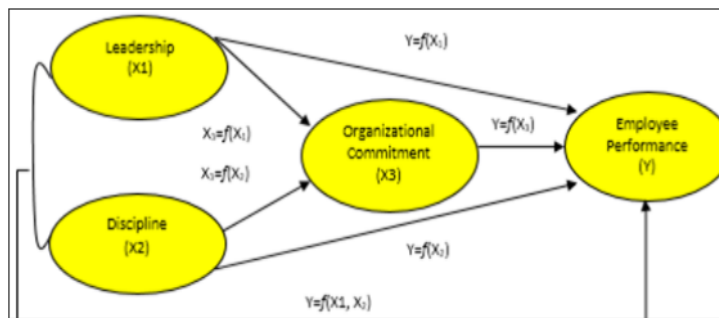 Leadership
(X1)
Y=f(X₁)
X₃=f(X₁)
Organizational
Commitment
(X3)
Y=f(X₃)
Employee
Performance
(Y)
X₃=f(X₂)
Discipline
(X2)
Y=f(X₂)
Y=f(X1, X₂)